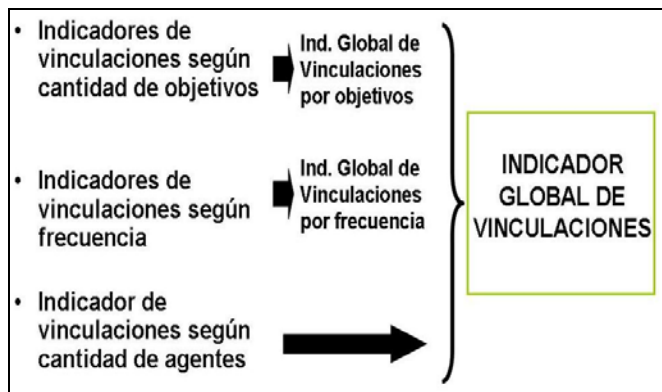 • Indicadores de
vinculaciones según
cantidad de objetivos
Ind. Global de
Vinculaciones
por objetivos
• Indicadores de
vinculaciones según
frecuencia
Ind. Global de
Vinculaciones
por frecuencia
• Indicador de
vinculaciones según
cantidad de agentes
INDICADOR
GLOBAL DE
VINCULACIONES